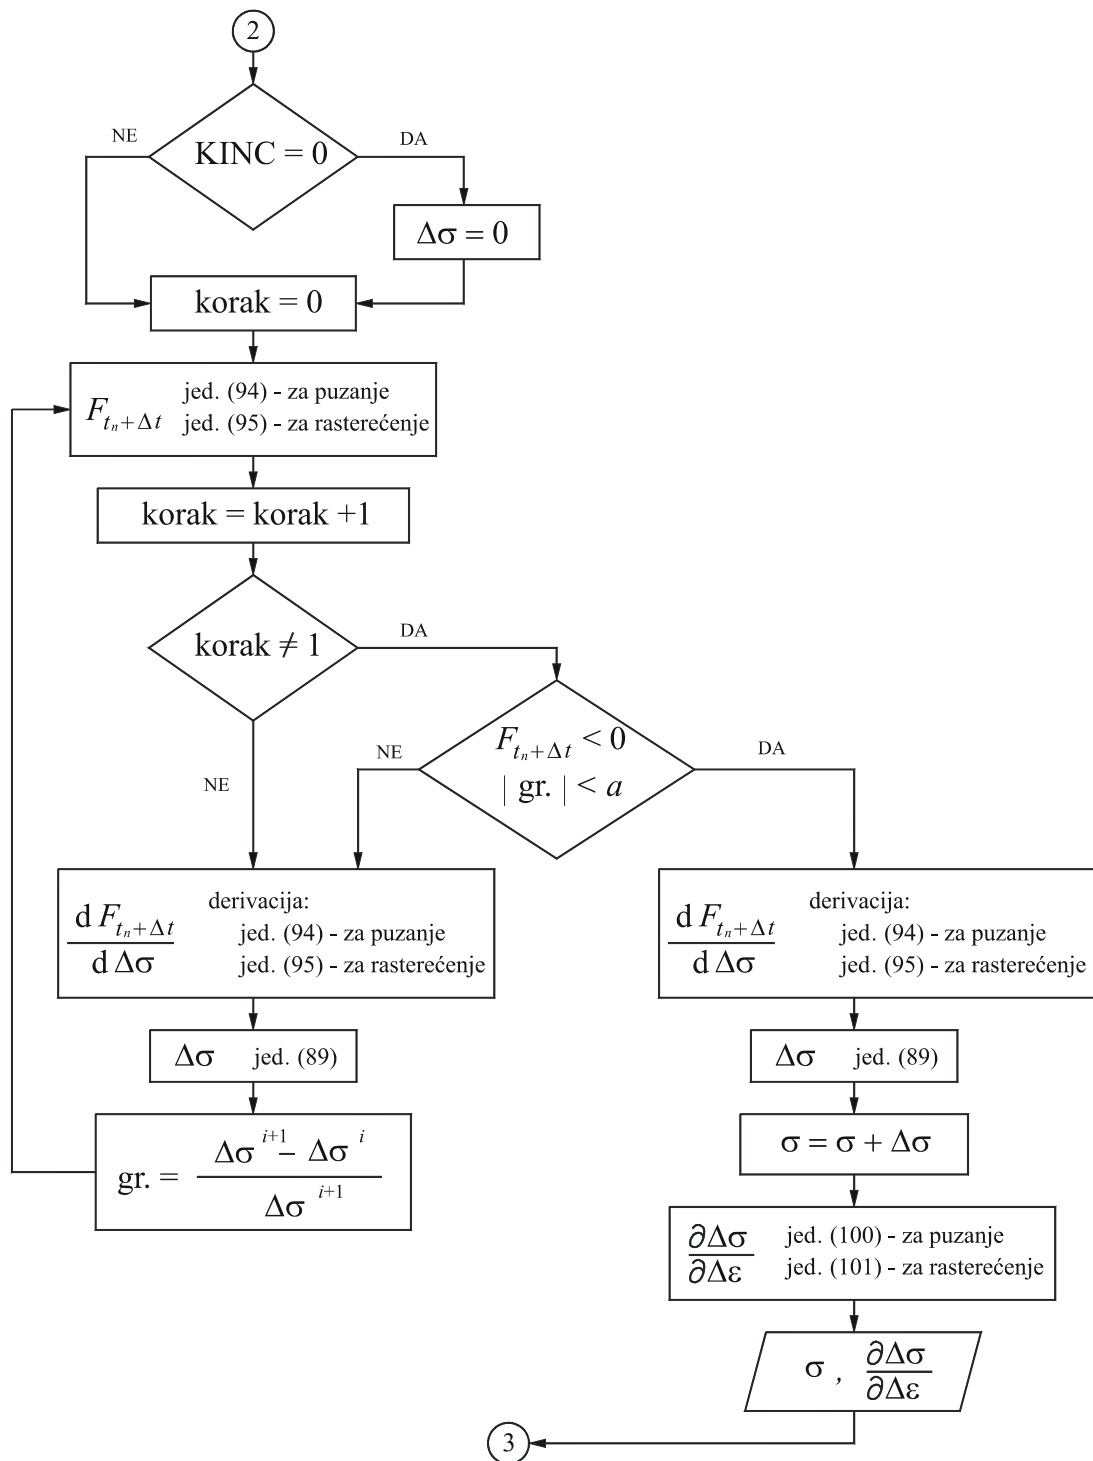 2
NE
DA
KINC = 0
Δσ = 0
korak = 0
F_{t_n+Δt}
jed. (94) - za puzanje
jed. (95) - za rasterećenje
korak = korak +1
korak ≠ 1
DA
NE
F_{t_n+Δt} < 0
| gr. | < a
NE
DA
d F_{t_n+Δt}
d Δσ
derivacija:
jed. (94) - za puzanje
jed. (95) - za rasterećenje
Δσ jed. (89)
gr. =
Δσ^{i+1} - Δσ^{i}
Δσ^{i+1}
d F_{t_n+Δt}
d Δσ
derivacija:
jed. (94) - za puzanje
jed. (95) - za rasterećenje
Δσ jed. (89)
σ = σ + Δσ
∂Δσ
∂Δε
jed. (100) - za puzanje
jed. (101) - za rasterećenje
σ ,
∂Δσ
∂Δε
3